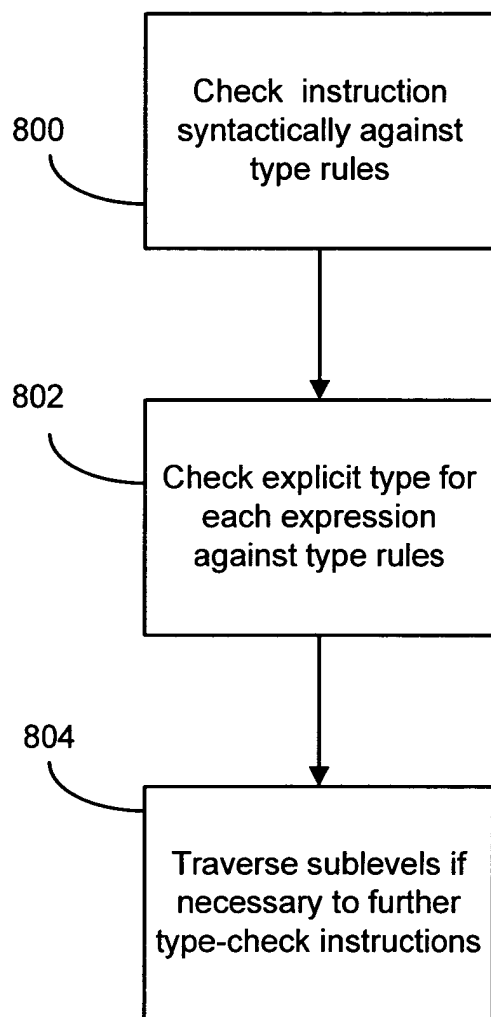 Check instruction
syntactically against
type rules
800
802
Check explicit type for
each expression
against type rules
804
Traverse sublevels if
necessary to further
type-check instructions